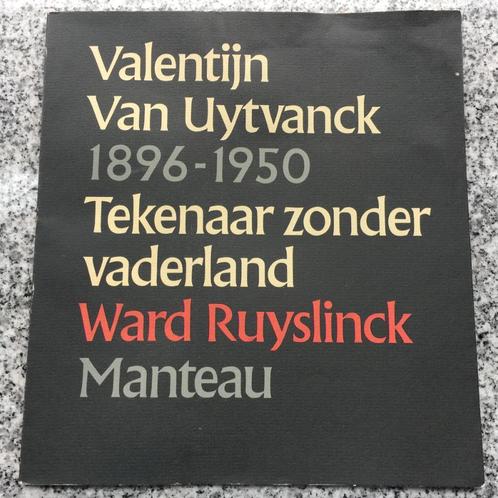 Valentijn
Van Uytvanck
1896-1950
Tekenaar zonder
vaderland
Ward Ruyslinck
Manteau